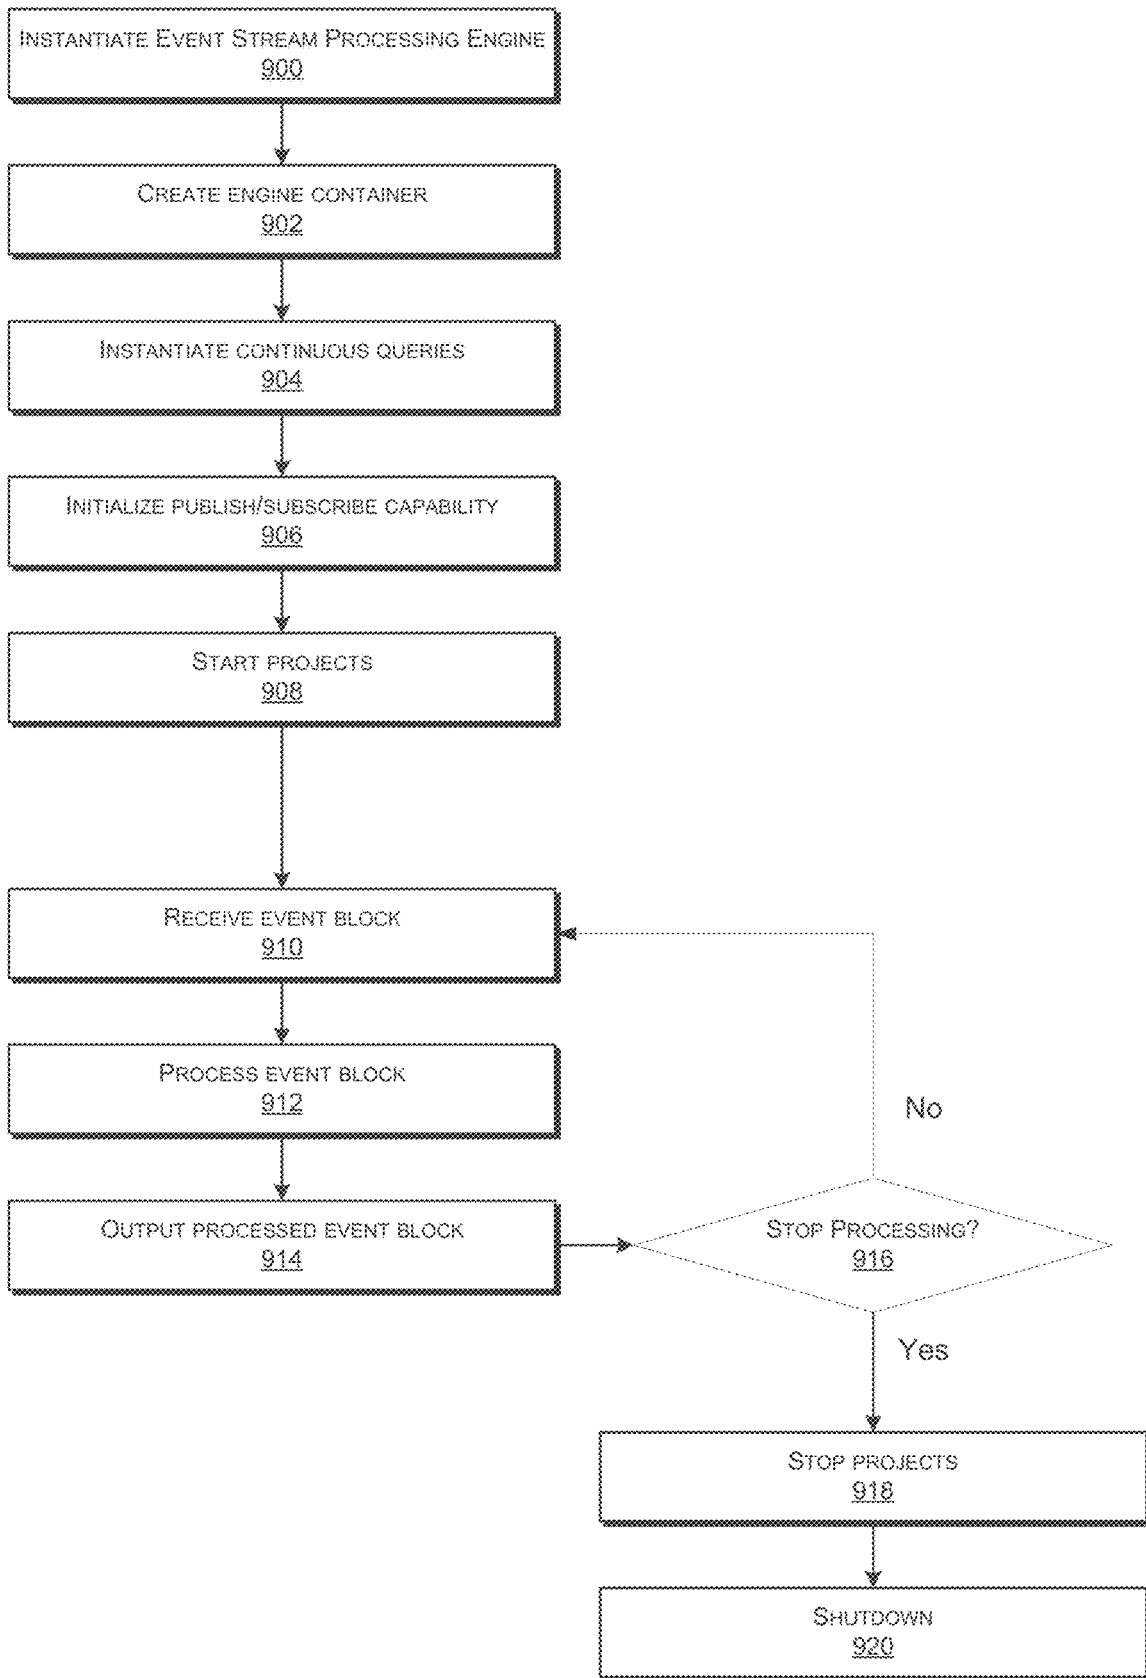 INSTANTIATE EVENT STREAM PROCESSING ENGINE
900
CREATE ENGINE CONTAINER
902
INSTANTIATE CONTINUOUS QUERIES
904
INITIALIZE PUBLISH/SUBSCRIBE CAPABILITY
906
START PROJECTS
908
RECEIVE EVENT BLOCK
910
PROCESS EVENT BLOCK
912
No
OUTPUT PROCESSED EVENT BLOCK
914
STOP PROCESSING?
916
Yes
STOP PROJECTS
918
SHUTDOWN
920